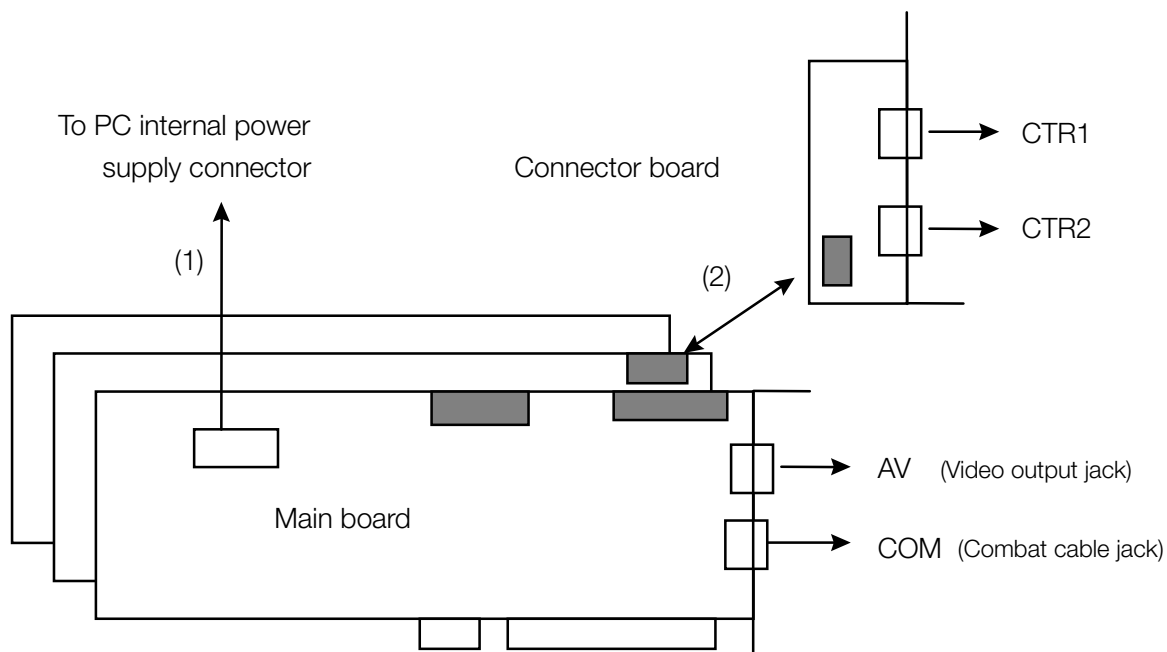 To PC internal power
supply connector
Connector board
CTR1
CTR2
(1)
(2)
Main board
AV (Video output jack)
COM (Combat cable jack)